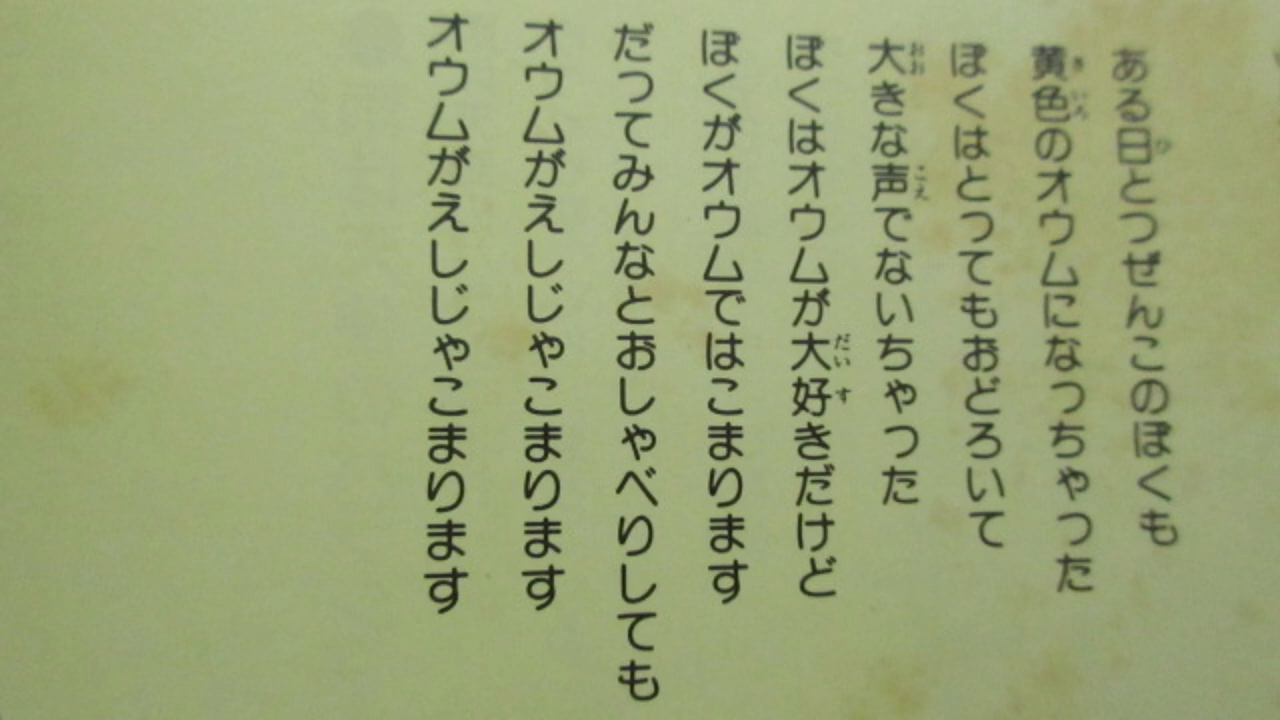 ある日とつぜんこのぼくも
黄色のオウムになっちゃった
ぼくはとってもおどろいて
大きな声でないちゃった
ぼくはオウムが大好きだけど
ぼくがオウムではこまります
だってみんなとおしゃべりしても
オウムがえしじゃこまります
オウムがえしじゃこまります